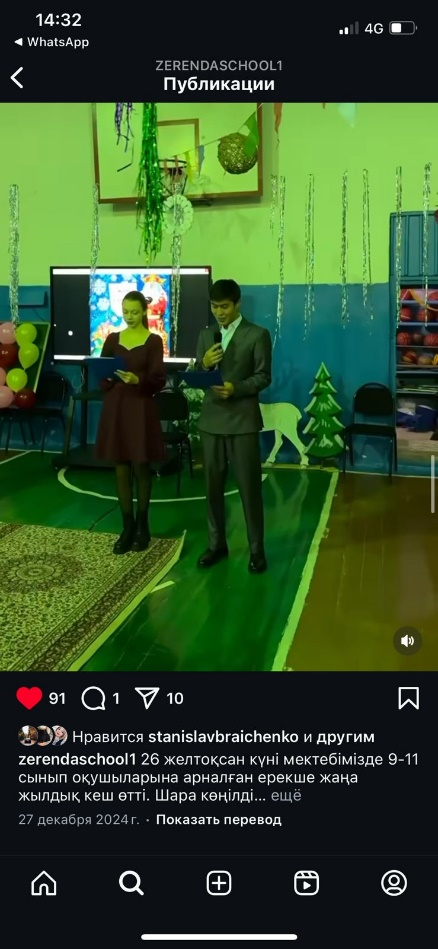 14:32
4G
◄ WhatsApp
ZERENDASCHOOL1
Публикации
91
1
10
Нравится stanislavbraichenko и другим
zerendaschool1 26 желтоқсан күні мектебімізде 9-11
сынып оқушыларына арналған ерекше жаңа
жылдық кеш өтті. Шара көңілді... ещё
27 декабря 2024 г. · Показать перевод